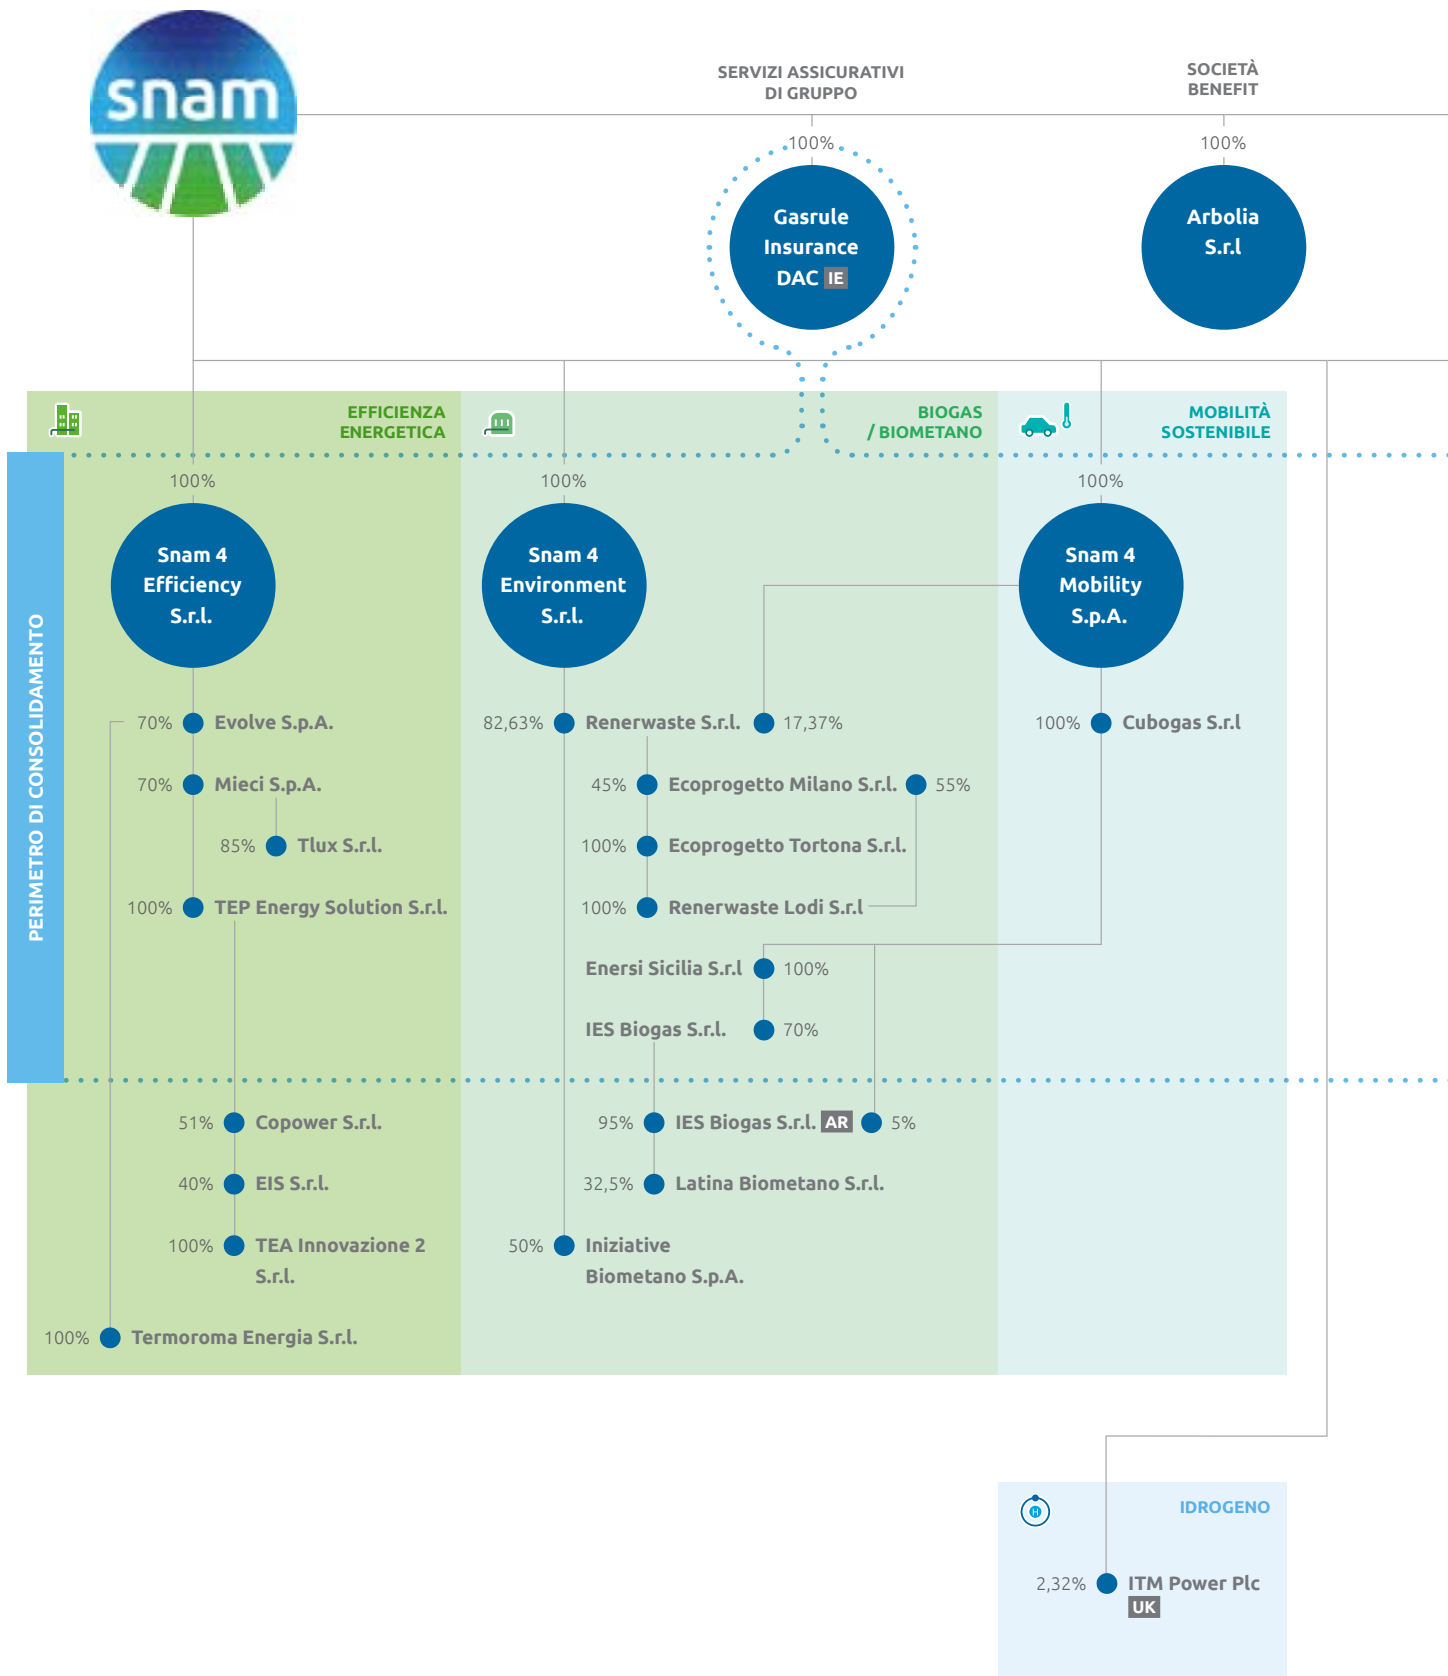 snam
SERVIZI ASSICURATIVI
DI GRUPPO
SOCIETÀ
BENEFIT
100%
100%
Gasrule
Insurance
DAC IE
Arbolia
S.r.l
EFFICIENZA
ENERGETICA
BIOGAS
/ BIOMETANO
MOBILITÀ
SOSTENIBILE
PERIMETRO DI CONSOLIDAMENTO
100%
100%
100%
Snam 4
Efficiency
S.r.l.
Snam 4
Environment
S.r.l.
Snam 4
Mobility
S.p.A.
70% Evolve S.p.A.
82,63% Renerwaste S.r.l. 17,37%
100% Cubogas S.r.l
70% Mieci S.p.A.
45% Ecoprogetto Milano S.r.l. 55%
85% Tlux S.r.l.
100% Ecoprogetto Tortona S.r.l.
100% TEP Energy Solution S.r.l.
100% Renerwaste Lodi S.r.l
Enersi Sicilia S.r.l 100%
IES Biogas S.r.l. 70%
51% Copower S.r.l.
95% IES Biogas S.r.l. AR 5%
40% EIS S.r.l.
32,5% Latina Biometano S.r.l.
100% TEA Innovazione 2
S.r.l.
50% Iniziative
Biometano S.p.A.
100% Termoroma Energia S.r.l.
H
IDROGENO
2,32% ITM Power Plc
UK